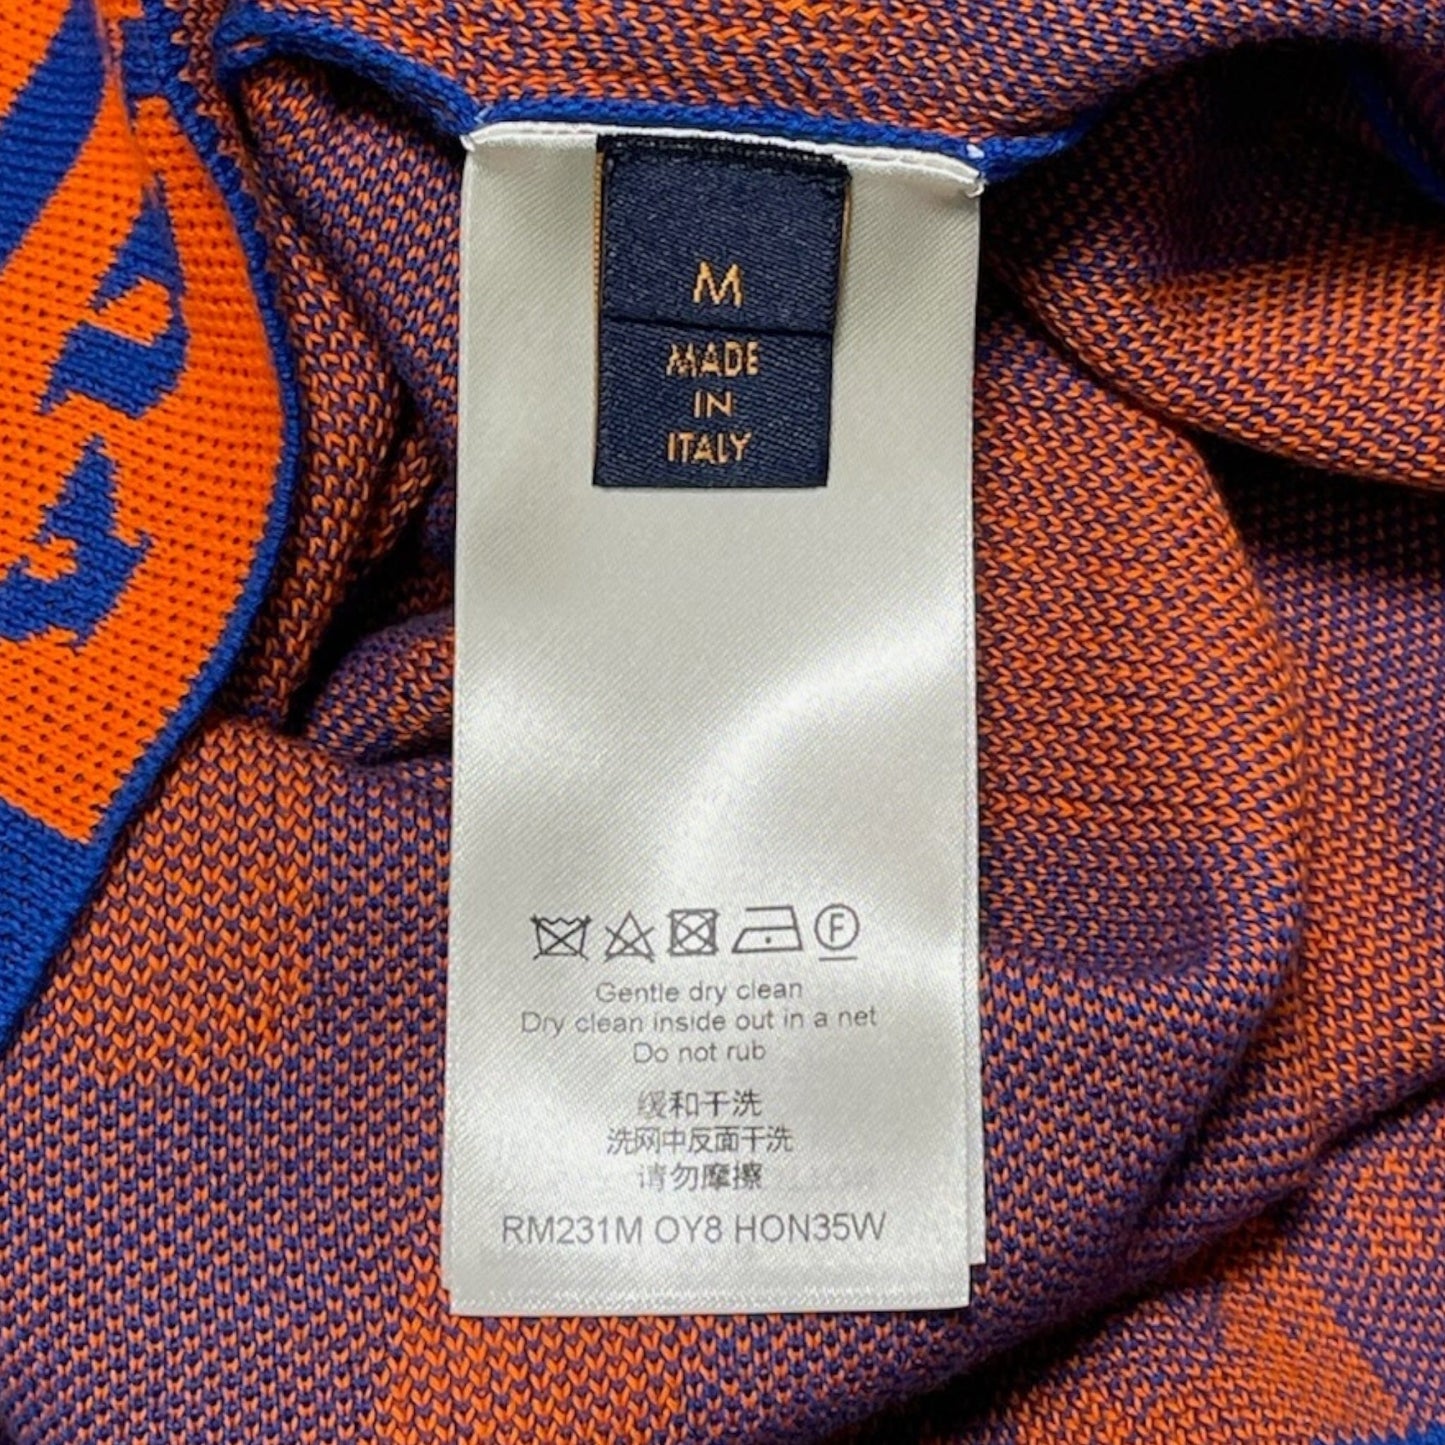 M
MADE
IN
ITALY
F
Gentle dry clean
Dry clean inside out in a net
Do not rub
缓和干洗
洗网中反面干洗
请勿摩擦
RM231M OY8 HON35W